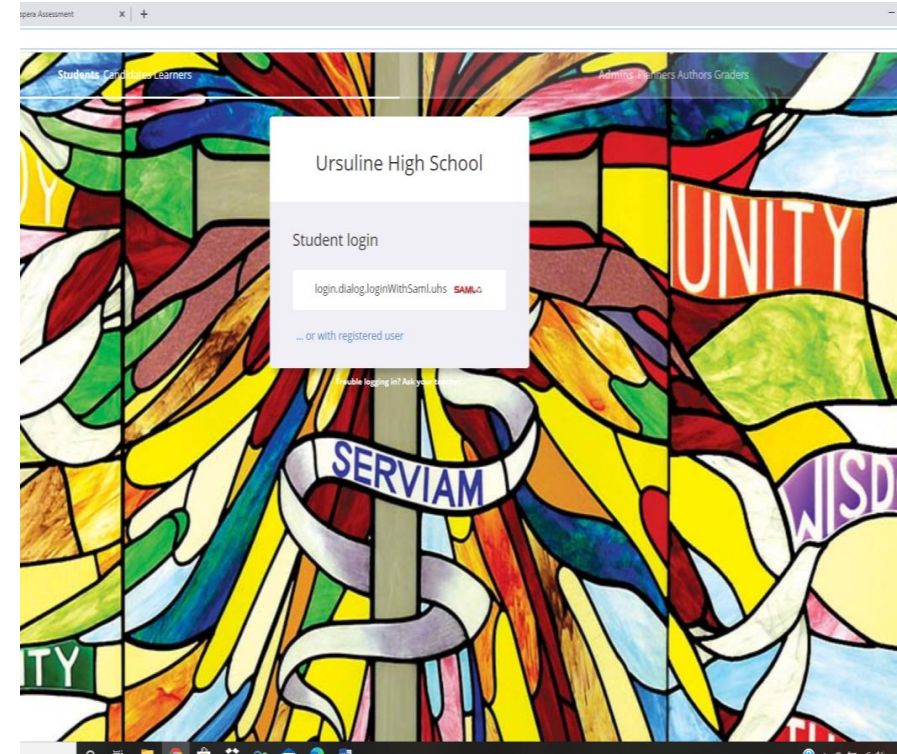 spera Assessment x +
Students Candidates Learners
Admins Planners Authors Graders
Ursuline High School
Student login
login.dialog.loginWithSaml.uhs SAML
... or with registered user
Trouble logging in? Ask your
UNITY
SERVIAM
WISD
ITY